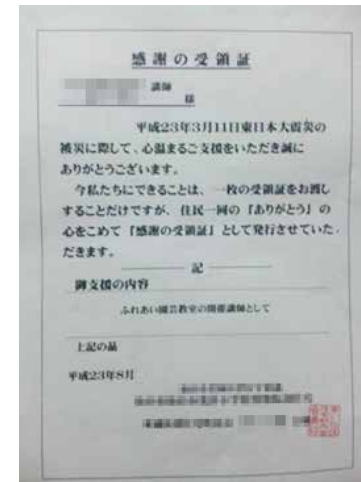 感謝の受領証
講師
様
平成23年3月11日東日本大震災の
被災に際して、心温まるご支援をいただき誠に
ありがとうございます。
今私たちにできることは、一枚の受領証をお渡し
することだけですが、住民一同の『ありがとう』の
心をこめて『感謝の受領証』として発行させていた
だきます。
記
御支援の内容
ふれあい園芸教室の開催講師として
上記の品
平成23年8月